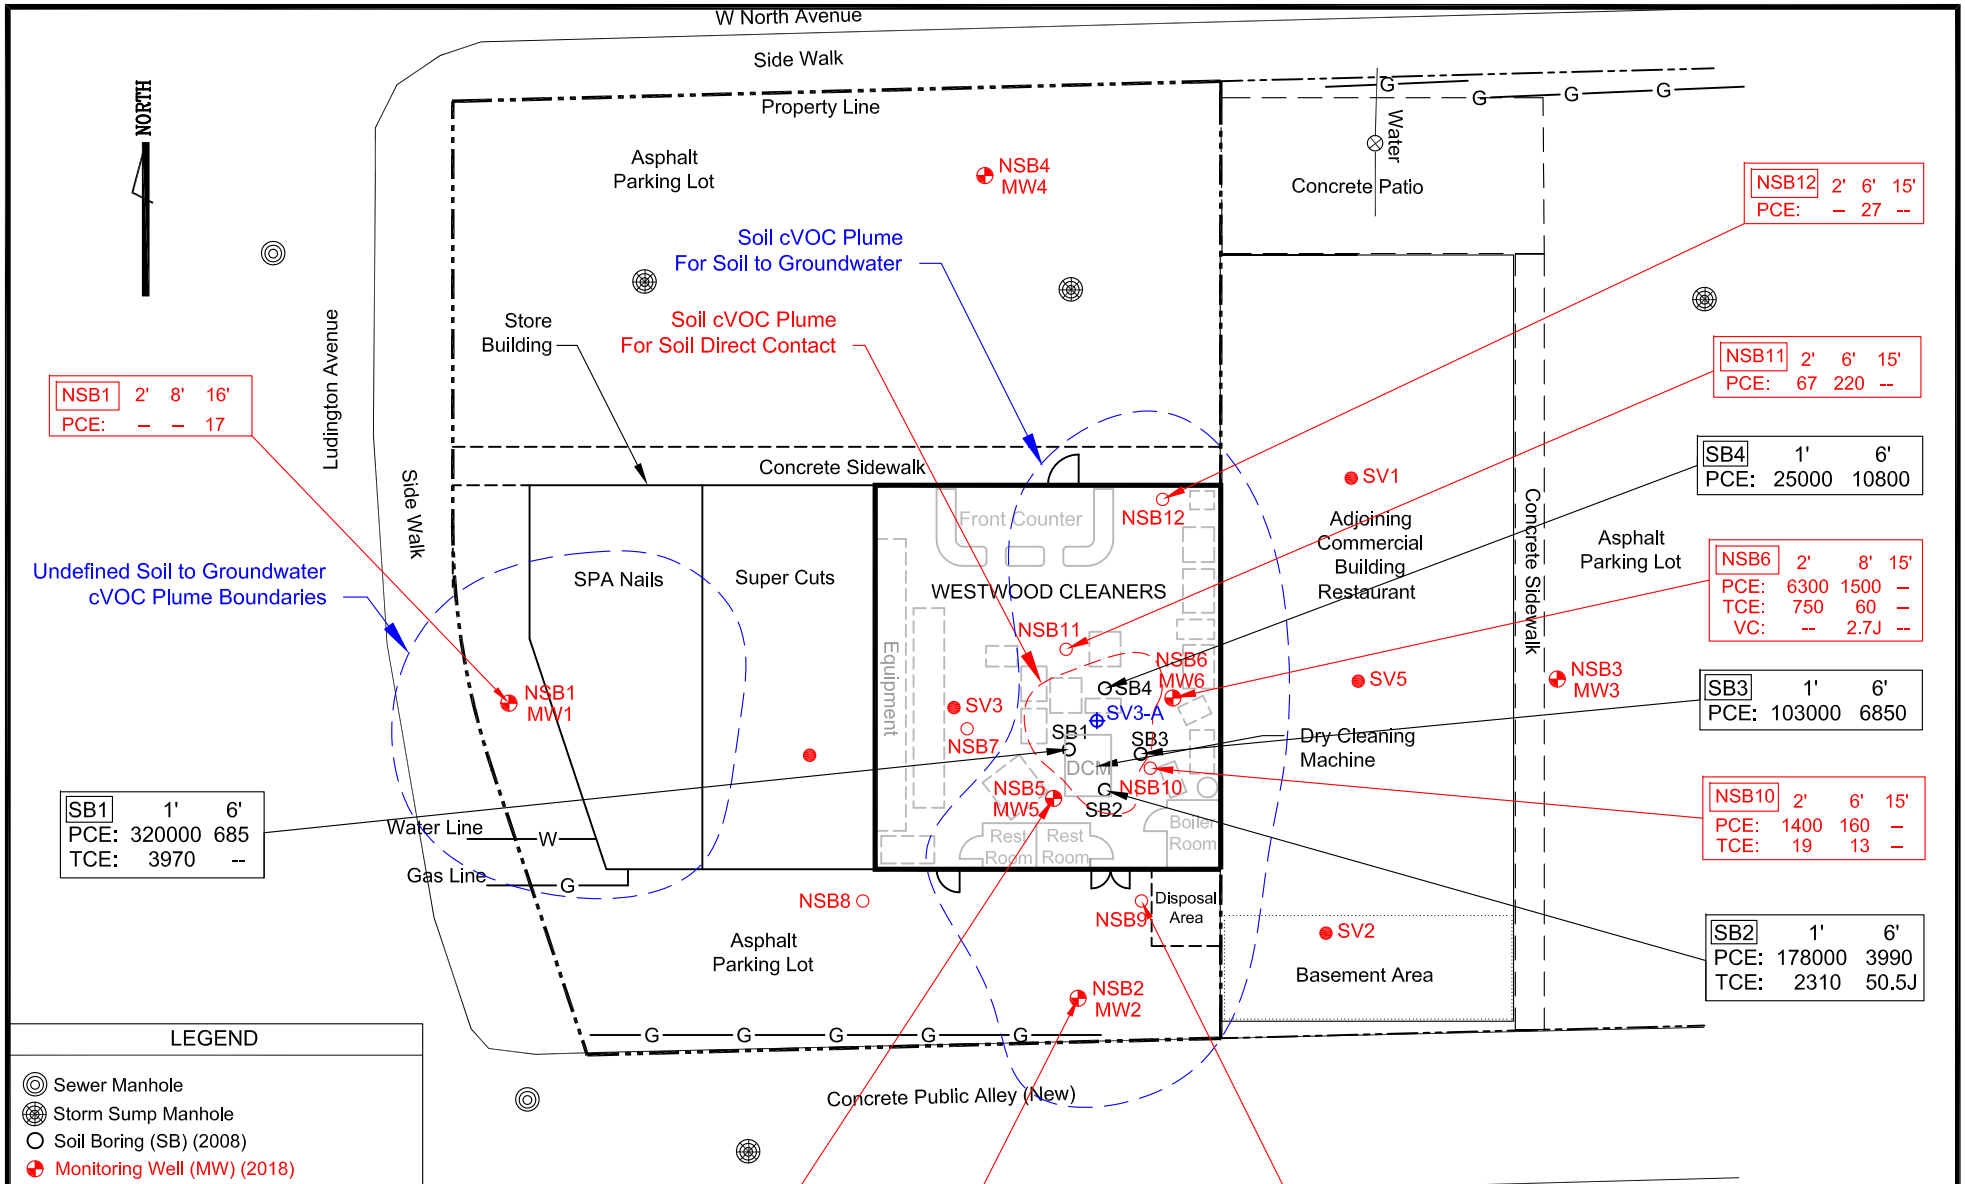 W North Avenue
Side Walk
Property Line
NORTH
Asphalt
Parking Lot
NSB4
MW4
G G G G
Water
Concrete Patio
NSB12 2' 6' 15'
PCE: – 27 --
Soil cVOC Plume
For Soil to Groundwater
Soil cVOC Plume
For Soil Direct Contact
Store
Building
Ludington Avenue
NSB11 2' 6' 15'
PCE: 67 220 --
NSB1 2' 8' 16'
PCE: – – 17
SB4 1' 6'
PCE: 25000 10800
Side Walk
Concrete Sidewalk
SV1
Front Counter
NSB12
Adjoining
Commercial
Building
Restaurant
Concrete Sidewalk
Asphalt
Parking Lot
Undefined Soil to Groundwater
cVOC Plume Boundaries
SPA Nails
Super Cuts
WESTWOOD CLEANERS
NSB6 2' 8' 15'
PCE: 6300 1500 –
TCE: 750 60 –
VC: -- 2.7J --
NSB11
Equipment
NSB6
MW6
SB4
SV5
NSB3
MW3
NSB1
MW1
SV3
SV3-A
NSB7
SB1
SB3
DCM
Dry Cleaning
Machine
SB3 1' 6'
PCE: 103000 6850
NSB5
MW5
NSB10
SB2
NSB10 2' 6' 15'
PCE: 1400 160 –
TCE: 19 13 –
SB1 1' 6'
PCE: 320000 685
TCE: 3970 --
Water Line
W
Rest
Room
Rest
Room
Boiler
Room
Gas Line
G
NSB8
NSB9
Disposal
Area
SV2
Basement Area
SB2 1' 6'
PCE: 178000 3990
TCE: 2310 50.5J
Asphalt
Parking Lot
NSB2
MW2
G G G G G
Concrete Public Alley (New)
LEGEND
Sewer Manhole
Storm Sump Manhole
Soil Boring (SB) (2008)
Monitoring Well (MW) (2018)